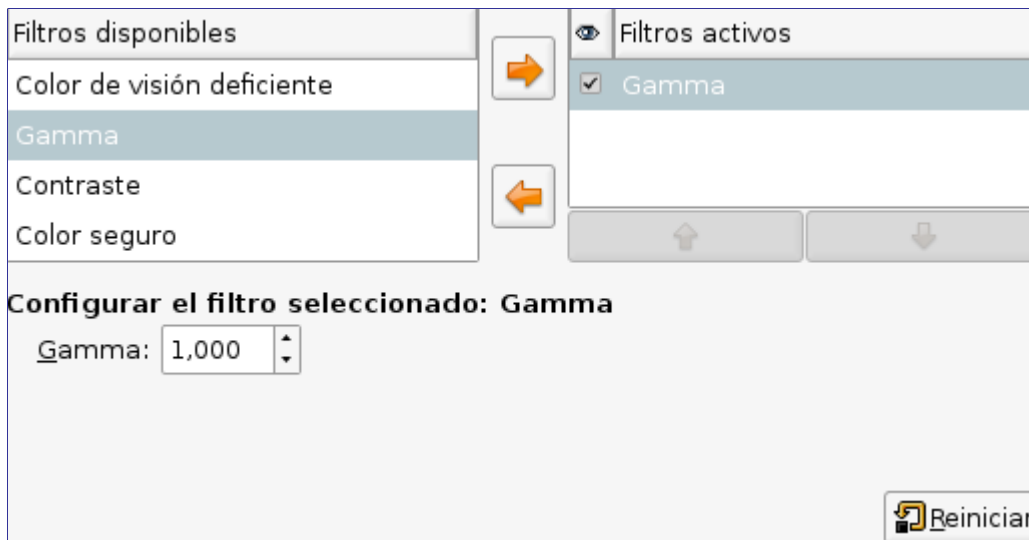 Filtros disponibles
Color de visión deficiente
Gamma
Contraste
Color seguro
Filtros activos
Gamma
Configurar el filtro seleccionado: Gamma
Gamma: 1,000
Reiniciar